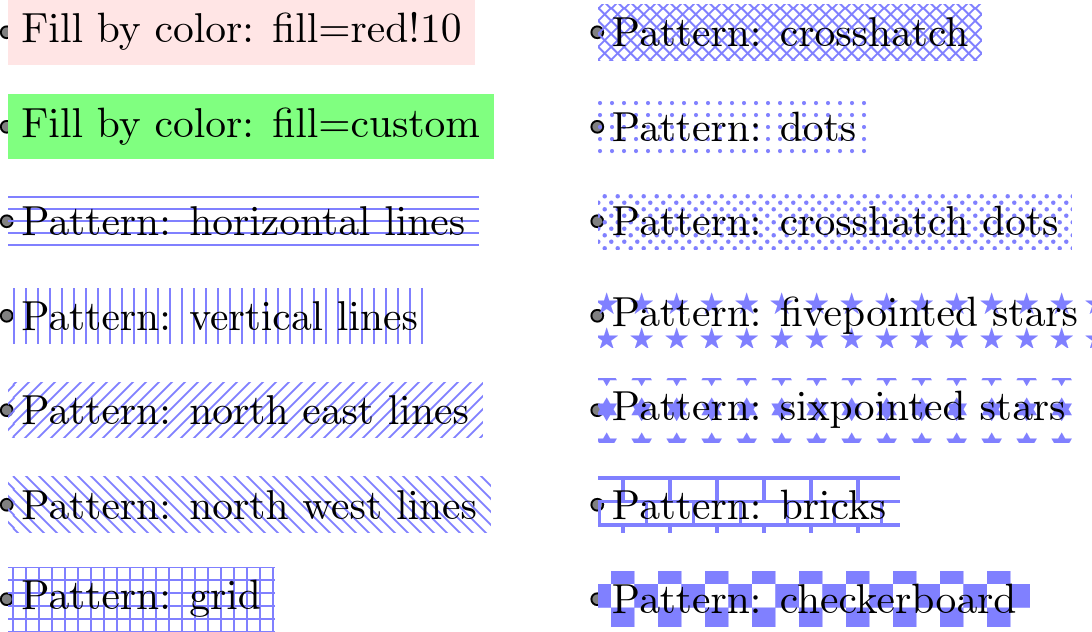 Fill by color: fill=red!10
Fill by color: fill=custom
Pattern: horizontal lines
Pattern: vertical lines
Pattern: north east lines
Pattern: north west lines
Pattern: grid
Pattern: crosshatch
Pattern: dots
Pattern: crosshatch dots
Pattern: fivepointed stars
Pattern: sixpointed stars
Pattern: bricks
Pattern: checkerboard